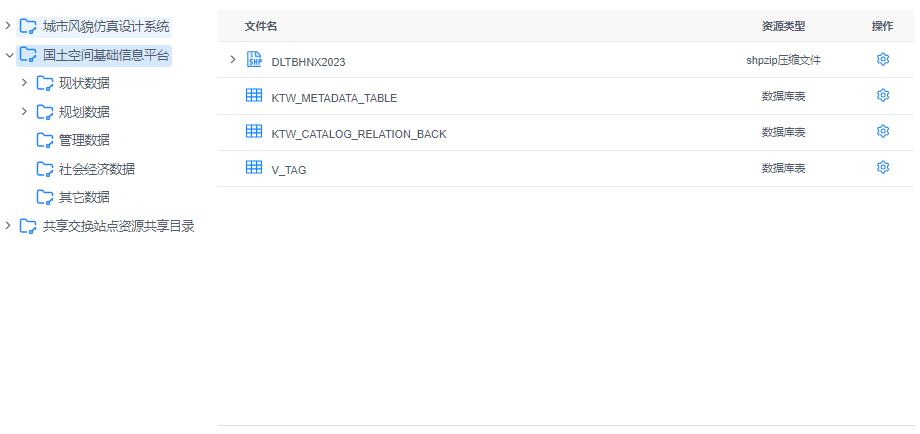 城市风貌仿真设计系统
国土空间基础信息平台
现状数据
规划数据
管理数据
社会经济数据
其它数据
共享交换站点资源共享目录
文件名 资源类型 操作
SHP DLTBHNX2023 shpzip压缩文件
KTW_METADATA_TABLE 数据库表
KTW_CATALOG_RELATION_BACK 数据库表
V_TAG 数据库表